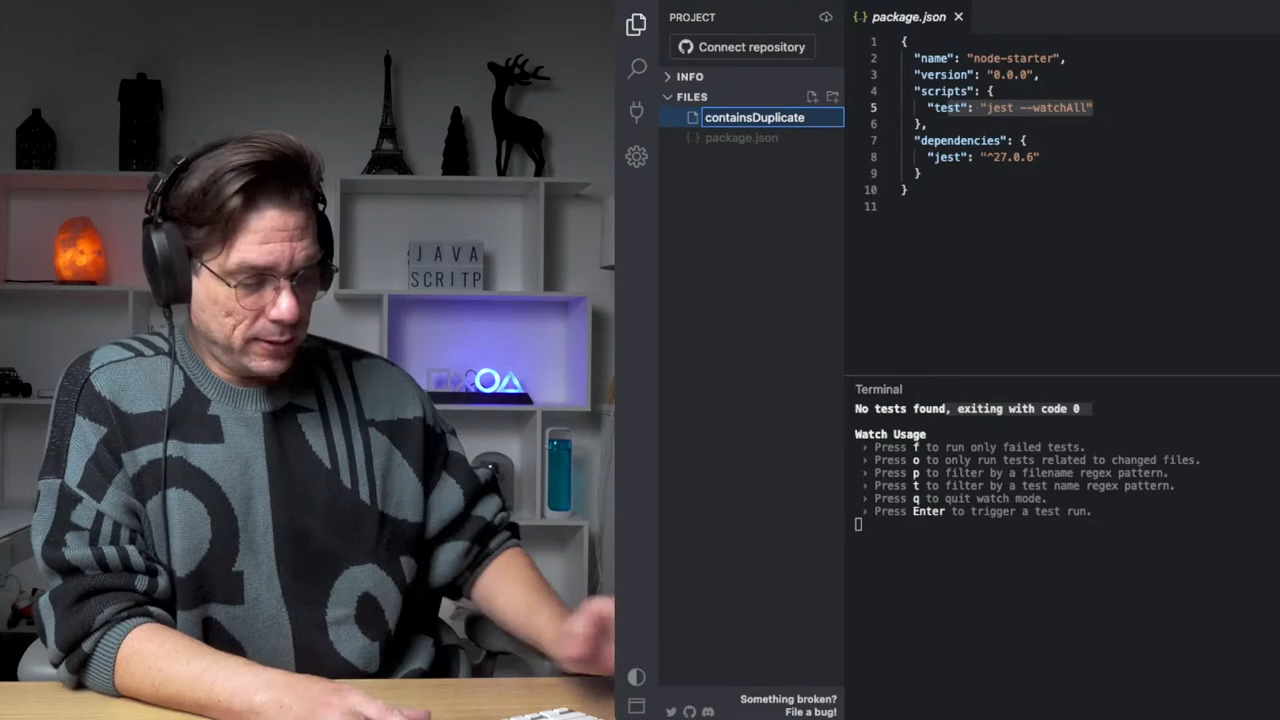 JAVA
SCRITP
PROJECT
Connect repository
INFO
FILES
containsDuplicate
package.json
{.} package.json ×
1 {
2 "name": "node-starter",
3 "version": "0.0.0",
4 "scripts": {
5 "test": "jest --watchAll"
6 },
7 "dependencies": {
8 "jest": "^27.0.6"
9 }
10 }
11
Terminal
No tests found, exiting with code 0
Watch Usage
› Press f to run only failed tests.
› Press o to only run tests related to changed files.
› Press p to filter by a filename regex pattern.
› Press t to filter by a test name regex pattern.
› Press q to quit watch mode.
› Press Enter to trigger a test run.
Something broken?
File a bug!